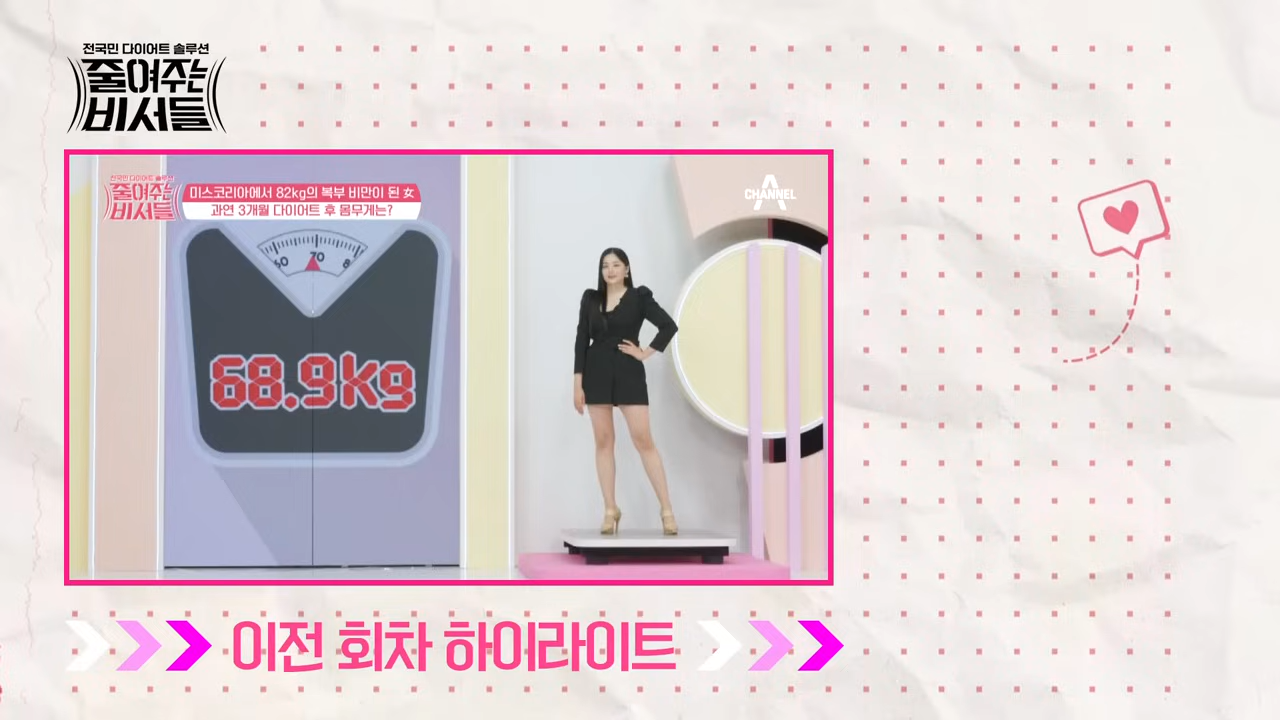 전국민 다이어트 솔루션
줄여주는
비서들
전국민 다이어트 솔루션
줄여주는
비서들
미스코리아에서 82kg의 복부 비만이 된 女
과연 3개월 다이어트 후 몸무게는?
CHANNEL A
70
68.9kg
이전 회차 하이라이트